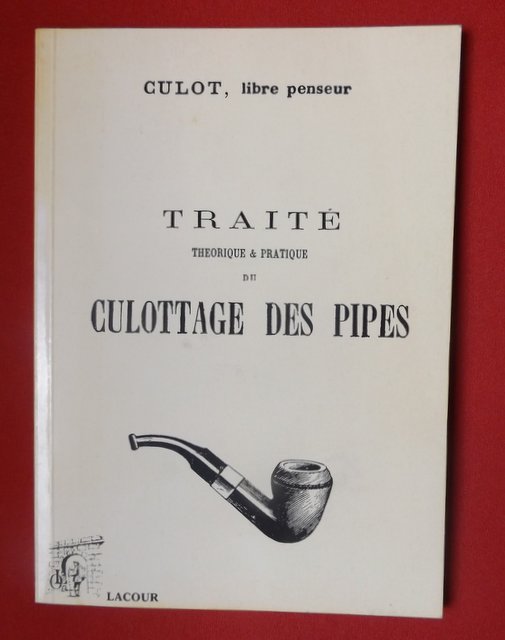 CULOT, libre penseur
TRAITÉ
THEORIQUE & PRATIQUE
DU
CULOTTAGE DES PIPES
LACOUR